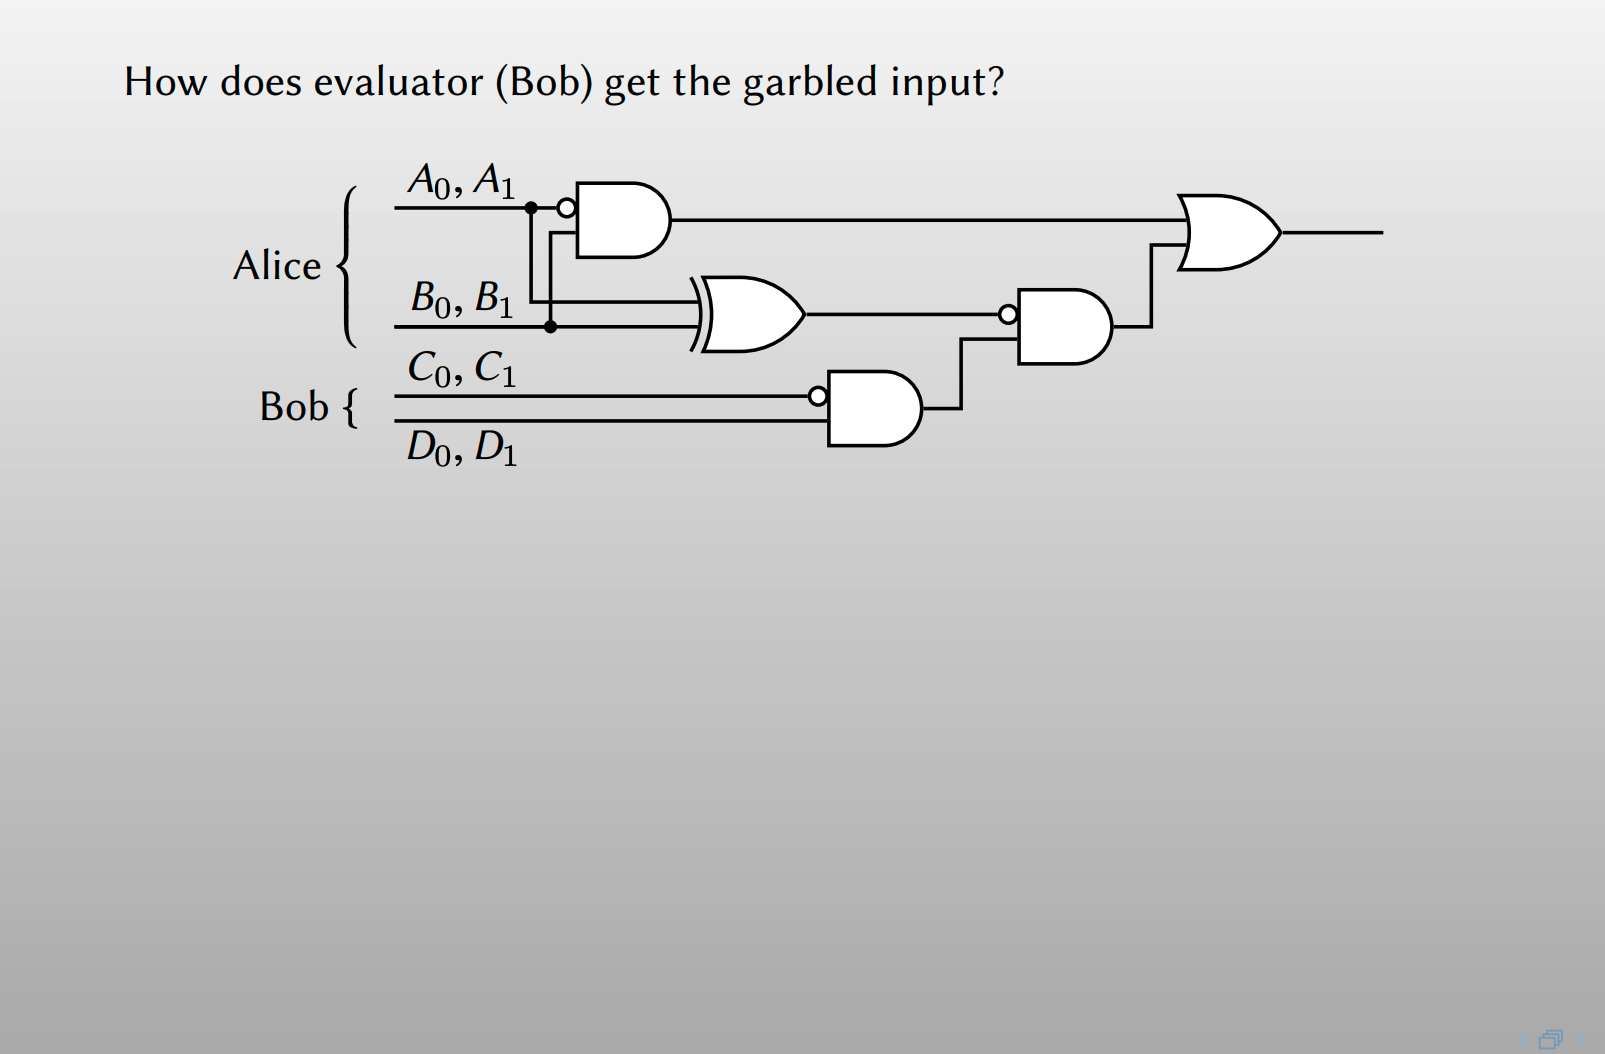 How does evaluator (Bob) get the garbled input?
A₀, A₁
Alice
B₀, B₁
C₀, C₁
Bob
D₀, D₁